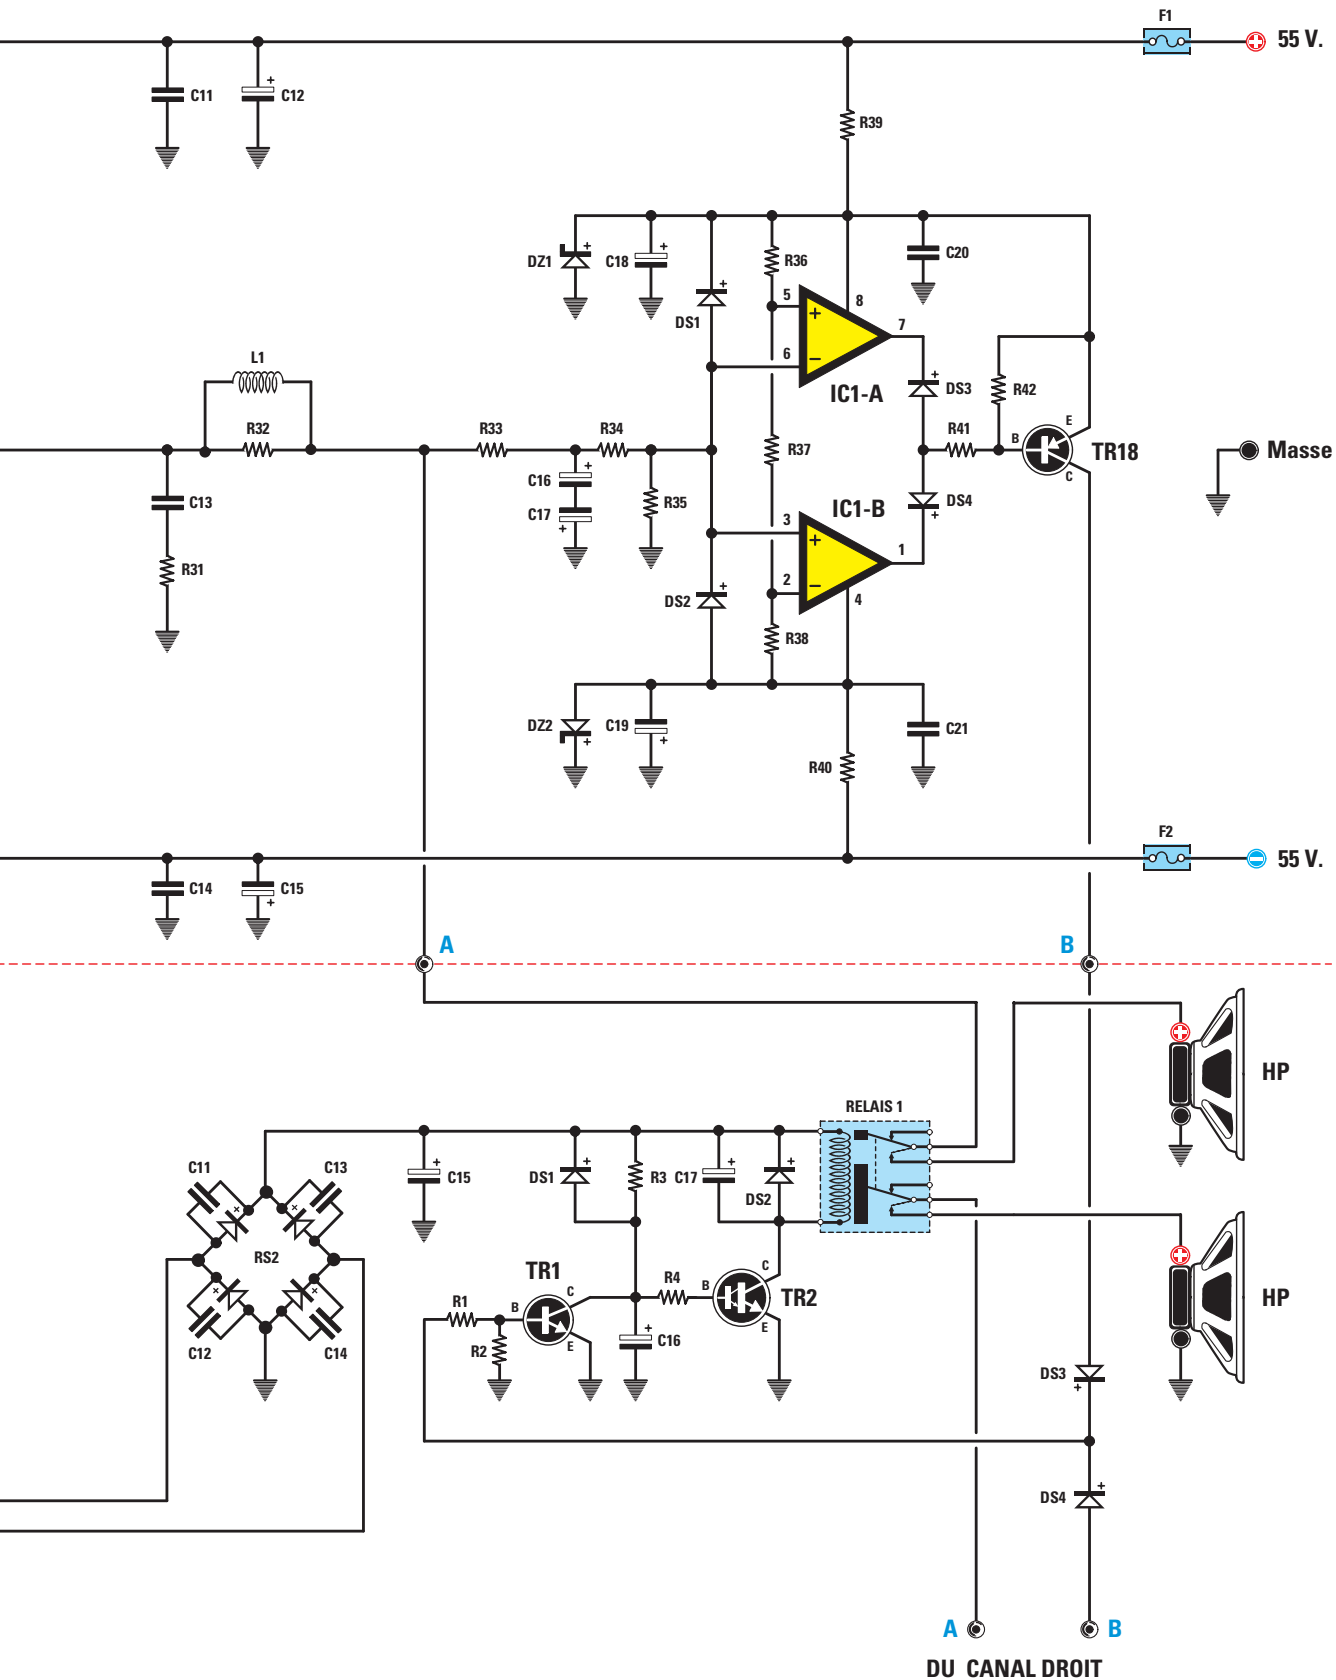 F1
55 V.
C11
C12
R39
DZ1
C18
R36
C20
DS1
5
8
7
6
IC1-A
DS3
R42
L1
R32
R33
R34
R41
E
B
TR18
C
Masse
R37
C16
C17
R35
C13
IC1-B
DS4
3
1
R31
2
4
DS2
R38
DZ2
C19
C21
R40
F2
55 V.
C14
C15
A
B
HP
RELAIS 1
C11
C13
C15
DS1
R3
C17
DS2
RS2
TR1
C
R4
B
C
TR2
HP
R1
B
E
R2
E
C16
C12
C14
DS3
DS4
A
B
DU CANAL DROIT